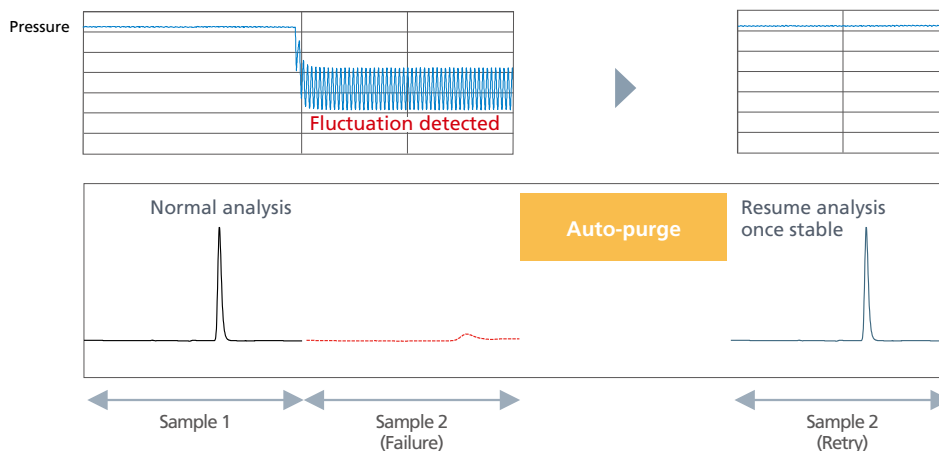 Pressure
Fluctuation detected
Normal analysis
Auto-purge
Resume analysis
once stable
Sample 1
Sample 2
(Failure)
Sample 2
(Retry)